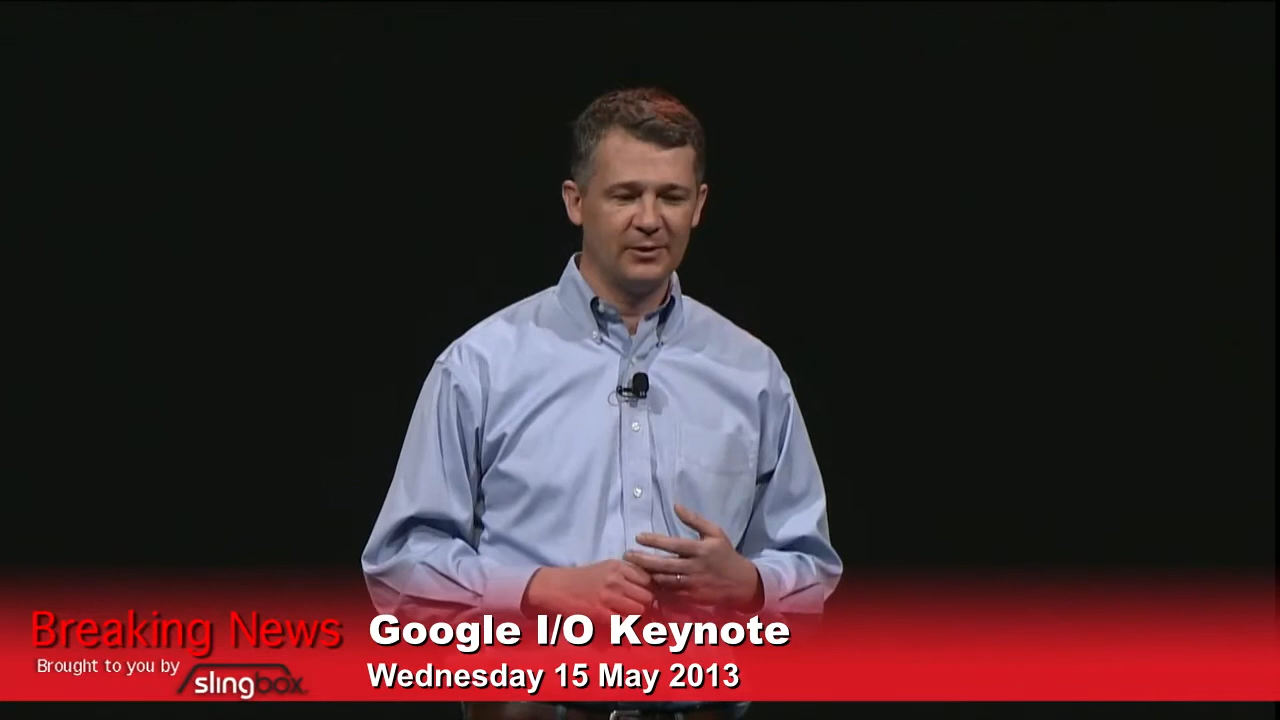 Breaking News
Brought to you by
slingbox
Google I/O Keynote
Wednesday 15 May 2013